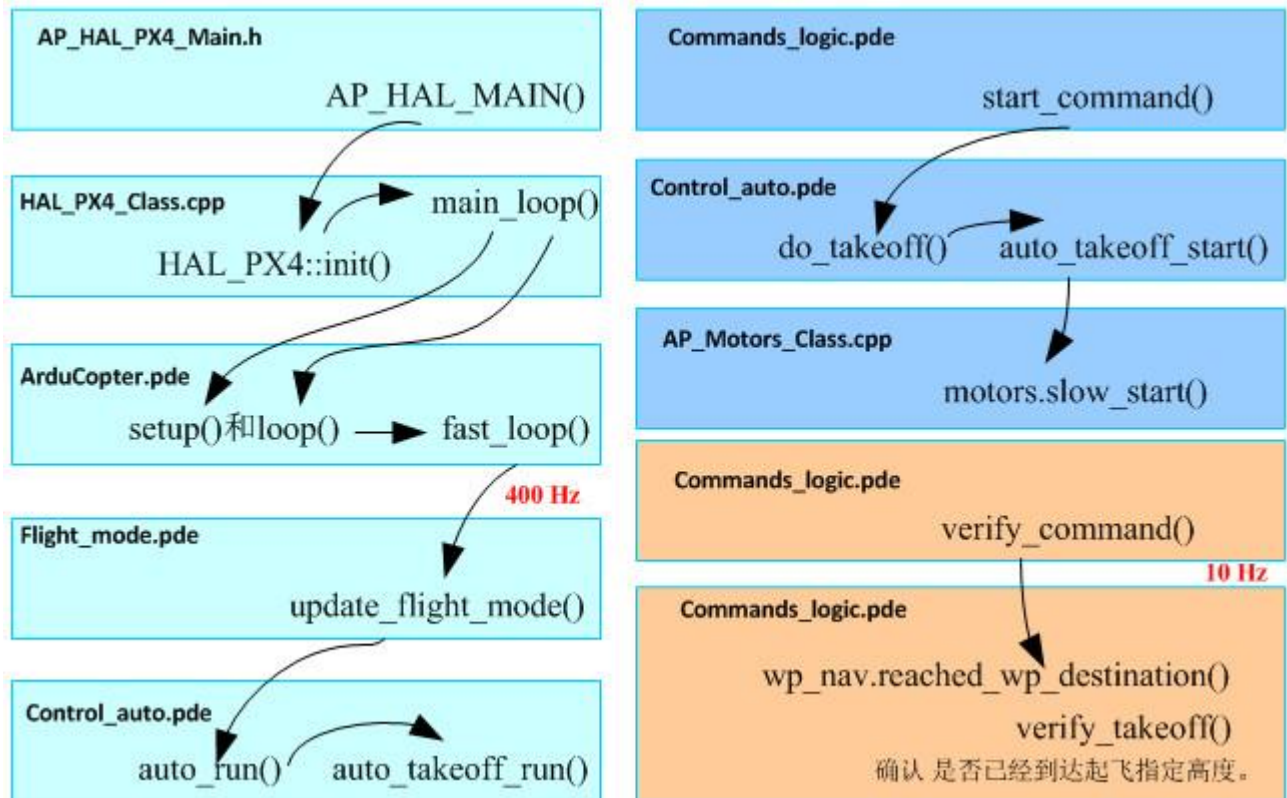 AP_HAL_PX4_Main.h
AP_HAL_MAIN()
HAL_PX4_Class.cpp
main_loop()
HAL_PX4::init()
ArduCopter.pde
setup()和loop()
fast_loop()
400 Hz
Flight_mode.pde
update_flight_mode()
Control_auto.pde
auto_run()
auto_takeoff_run()
Commands_logic.pde
start_command()
Control_auto.pde
do_takeoff()
auto_takeoff_start()
AP_Motors_Class.cpp
motors.slow_start()
Commands_logic.pde
verify_command()
10 Hz
Commands_logic.pde
wp_nav.reached_wp_destination()
verify_takeoff()
确认 是否已经到达起飞指定高度。